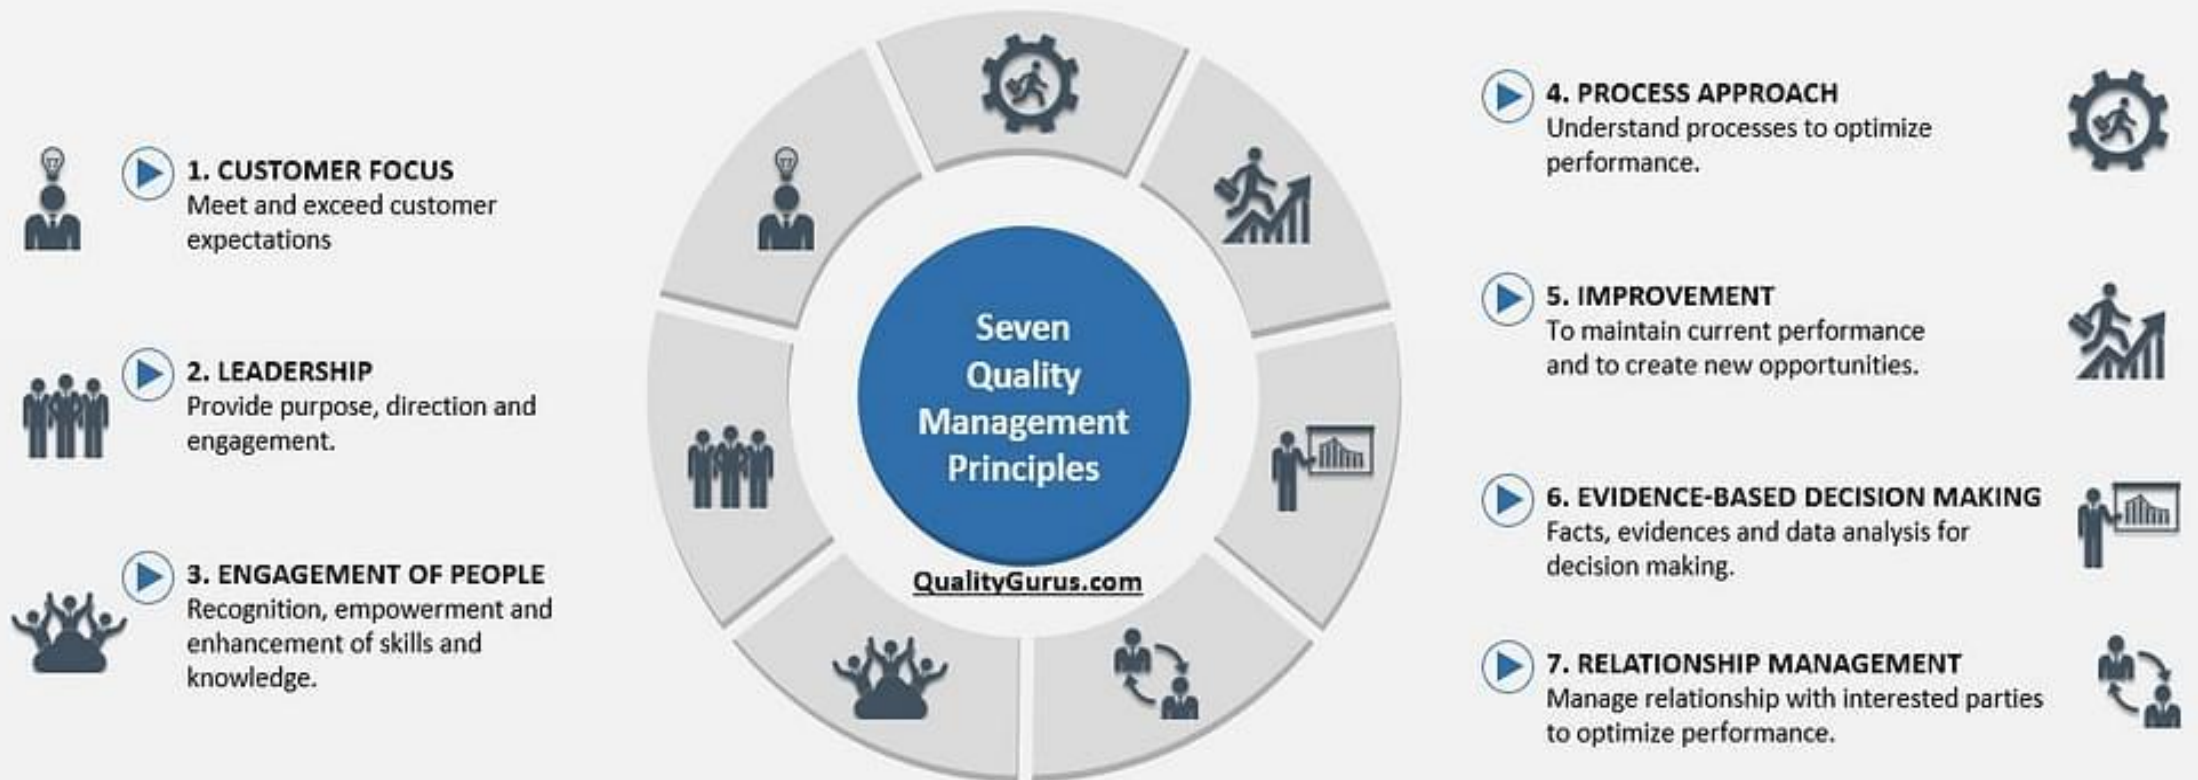 1. CUSTOMER FOCUS
Meet and exceed customer
expectations
2. LEADERSHIP
Provide purpose, direction and
engagement.
3. ENGAGEMENT OF PEOPLE
Recognition, empowerment and
enhancement of skills and
knowledge.
Seven
Quality
Management
Principles
QualityGurus.com
4. PROCESS APPROACH
Understand processes to optimize
performance.
5. IMPROVEMENT
To maintain current performance
and to create new opportunities.
6. EVIDENCE-BASED DECISION MAKING
Facts, evidences and data analysis for
decision making.
7. RELATIONSHIP MANAGEMENT
Manage relationship with interested parties
to optimize performance.